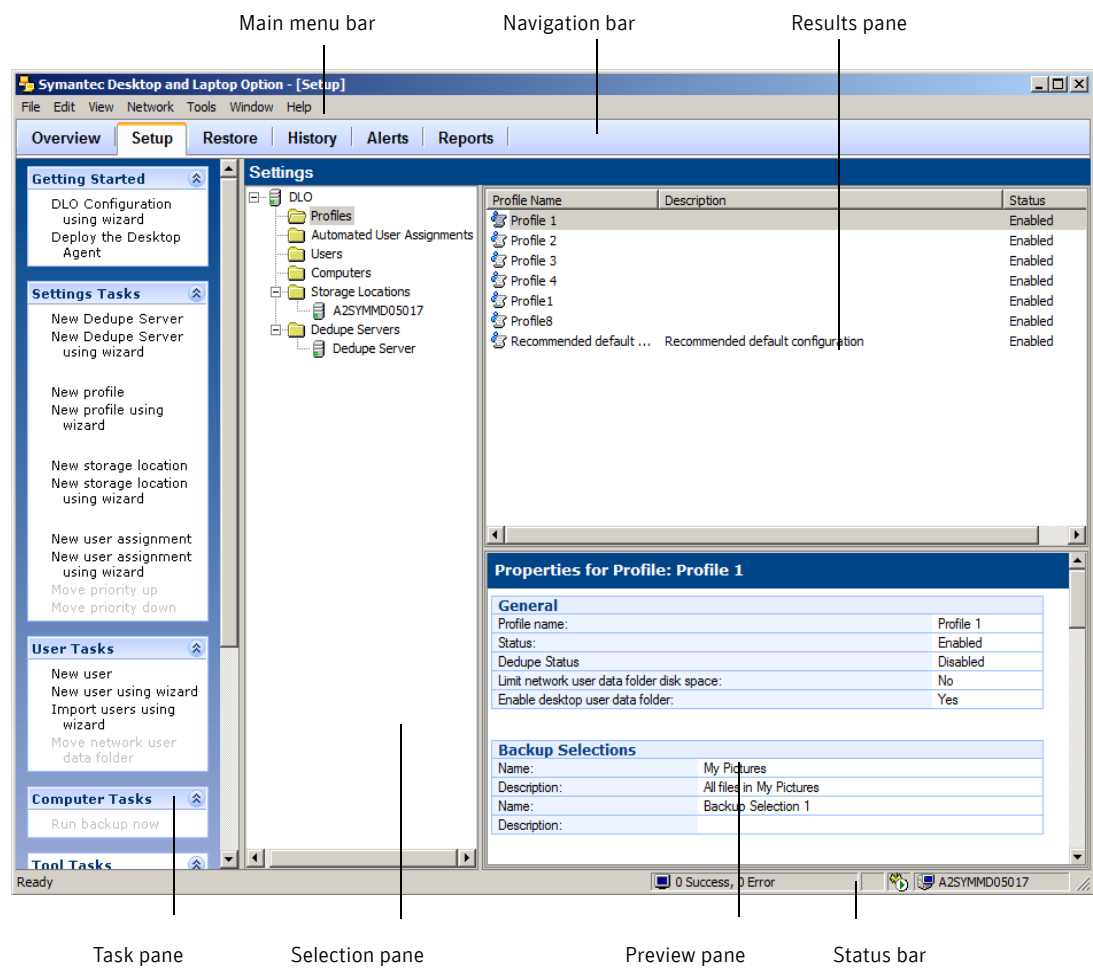 Main menu bar
Navigation bar
Results pane
Symantec Desktop and Laptop Option - [Setup]
File Edit View Network Tools Window Help
Overview Setup Restore History Alerts Reports
Getting Started
DLO Configuration
using wizard
Deploy the Desktop
Agent
Settings Tasks
New Dedupe Server
New Dedupe Server
using wizard
New profile
New profile using
wizard
New storage location
New storage location
using wizard
New user assignment
New user assignment
using wizard
Move priority up
Move priority down
User Tasks
New user
New user using wizard
Import users using
wizard
Move network user
data folder
Computer Tasks
Run backup now
Tool Tasks
Settings
DLO
Profiles
Automated User Assignments
Users
Computers
Storage Locations
A2SYMMD05017
Dedupe Servers
Dedupe Server
Profile Name Description Status
Profile 1 Enabled
Profile 2 Enabled
Profile 3 Enabled
Profile 4 Enabled
Profile1 Enabled
Profile8 Enabled
Recommended default ... Recommended default configuration Enabled
Properties for Profile: Profile 1
General
Profile name: Profile 1
Status: Enabled
Dedupe Status Disabled
Limit network user data folder disk space: No
Enable desktop user data folder: Yes
Backup Selections
Name: My Pictures
Description: All files in My Pictures
Name: Backup Selection 1
Description:
Ready
0 Success, 0 Error
A2SYMMD05017
Task pane
Selection pane
Preview pane
Status bar